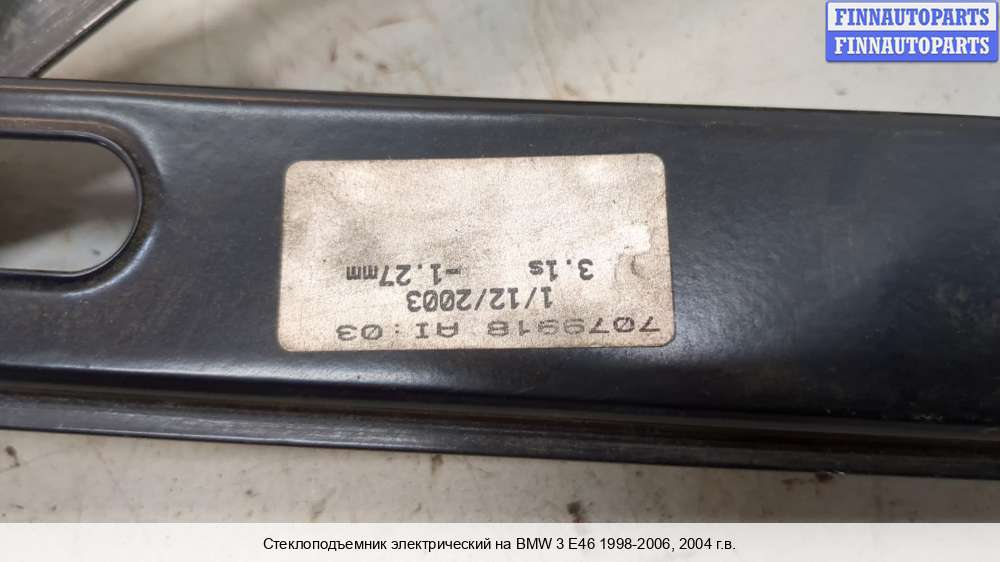 FINNAUTOPARTS
FINNAUTOPARTS
7079918 AI:03
1/12/2003
3.1s -1.27mm
Стеклоподъемник электрический на BMW 3 E46 1998-2006, 2004 г.в.